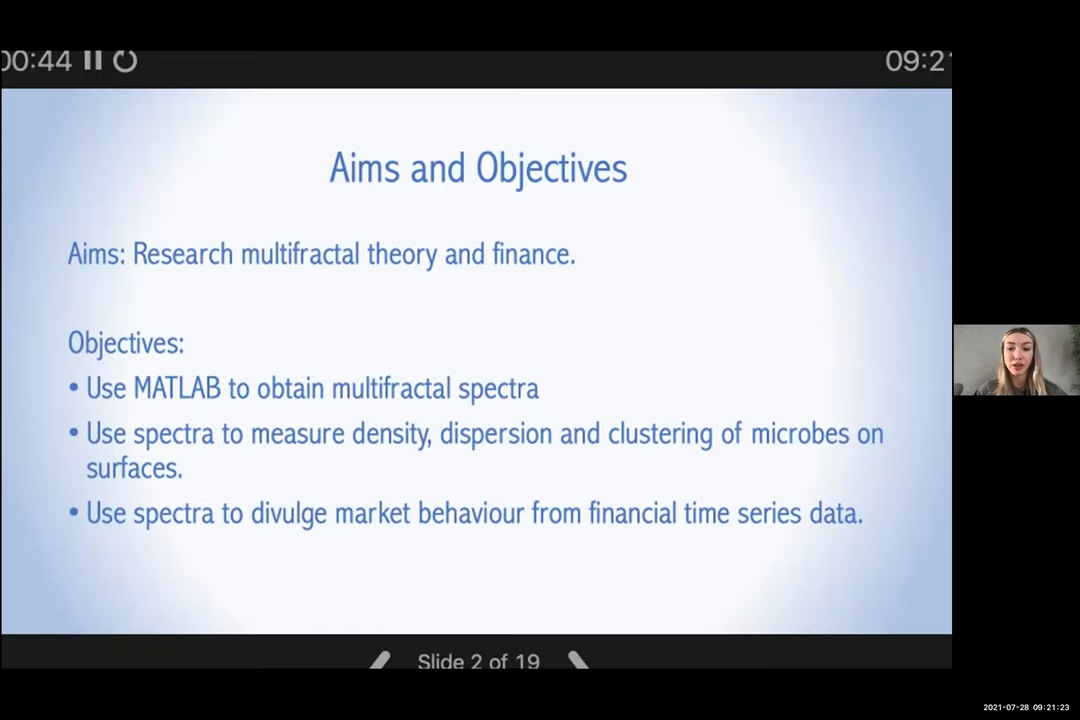 00:44
09:2
Aims and Objectives
Aims: Research multifractal theory and finance.
Objectives:
• Use MATLAB to obtain multifractal spectra
• Use spectra to measure density, dispersion and clustering of microbes on
surfaces.
• Use spectra to divulge market behaviour from financial time series data.
Slide 2 of 19
2021-07-28 09:21:23